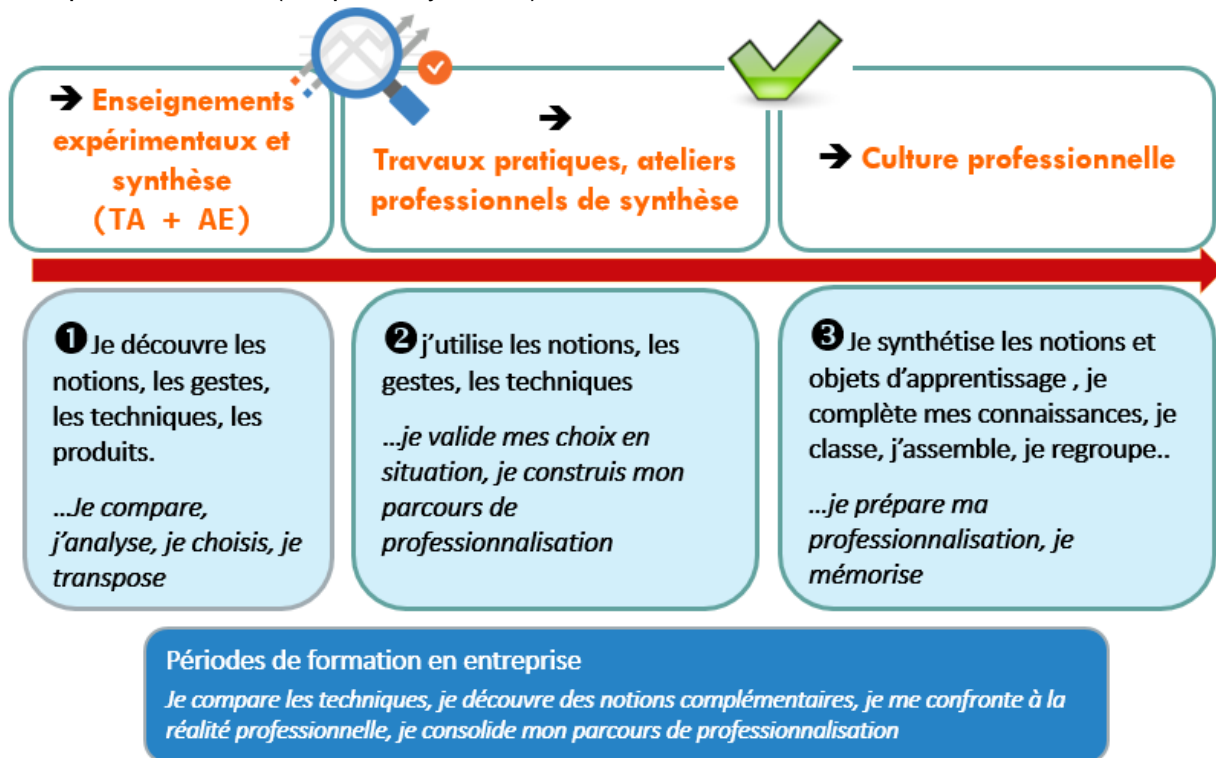 ➔ Enseignements
expérimentaux et
synthèse
(TA + AE)
➔
Travaux pratiques, ateliers
professionnels de synthèse
➔ Culture professionnelle
❶ Je découvre les
notions, les gestes,
les techniques, les
produits.
...Je compare,
j'analyse, je choisis, je
transpose
❷ j'utilise les notions, les
gestes, les techniques
...je valide mes choix en
situation, je construis mon
parcours de
professionnalisation
❸ Je synthétise les notions et
objets d'apprentissage , je
complète mes connaissances, je
classe, j'assemble, je regroupe..
...je prépare ma
professionnalisation, je
mémorise
Périodes de formation en entreprise
Je compare les techniques, je découvre des notions complémentaires, je me confronte à la
réalité professionnelle, je consolide mon parcours de professionnalisation